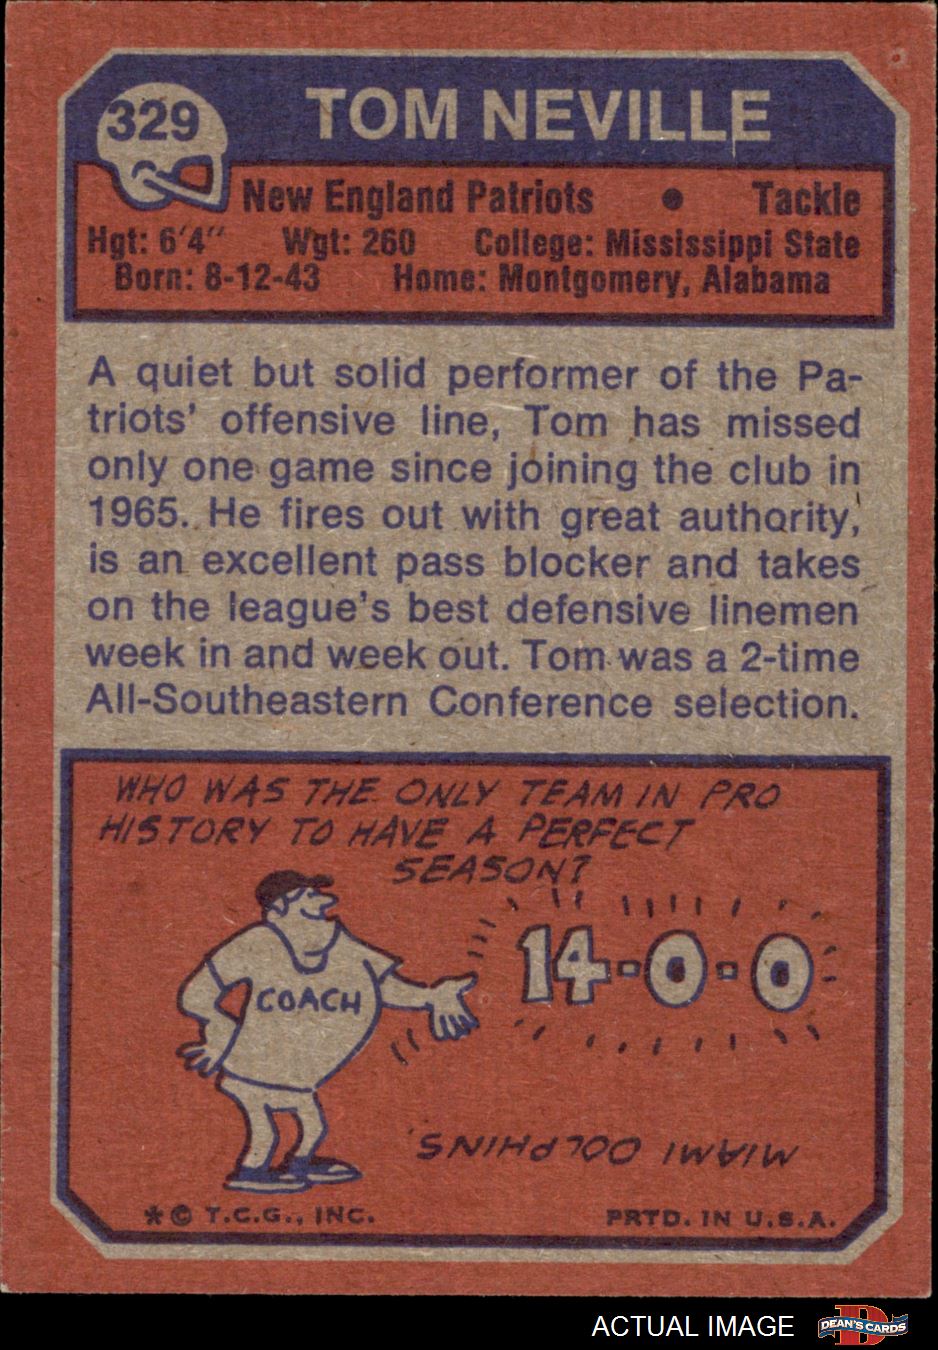 329
TOM NEVILLE
New England Patriots • Tackle
Hgt: 6'4" Wgt: 260 College: Mississippi State
Born: 8-12-43 Home: Montgomery, Alabama
A quiet but solid performer of the Pa-
triots' offensive line, Tom has missed
only one game since joining the club in
1965. He fires out with great authority,
is an excellent pass blocker and takes
on the league's best defensive linemen
week in and week out. Tom was a 2-time
All-Southeastern Conference selection.
WHO WAS THE ONLY TEAM IN PRO
HISTORY TO HAVE A PERFECT
SEASON?
14-0-0
COACH
MIAMI DOLPHINS.
*© T.C.G., INC. PRTD. IN U.S.A.
ACTUAL IMAGE DEAN'S CARDS